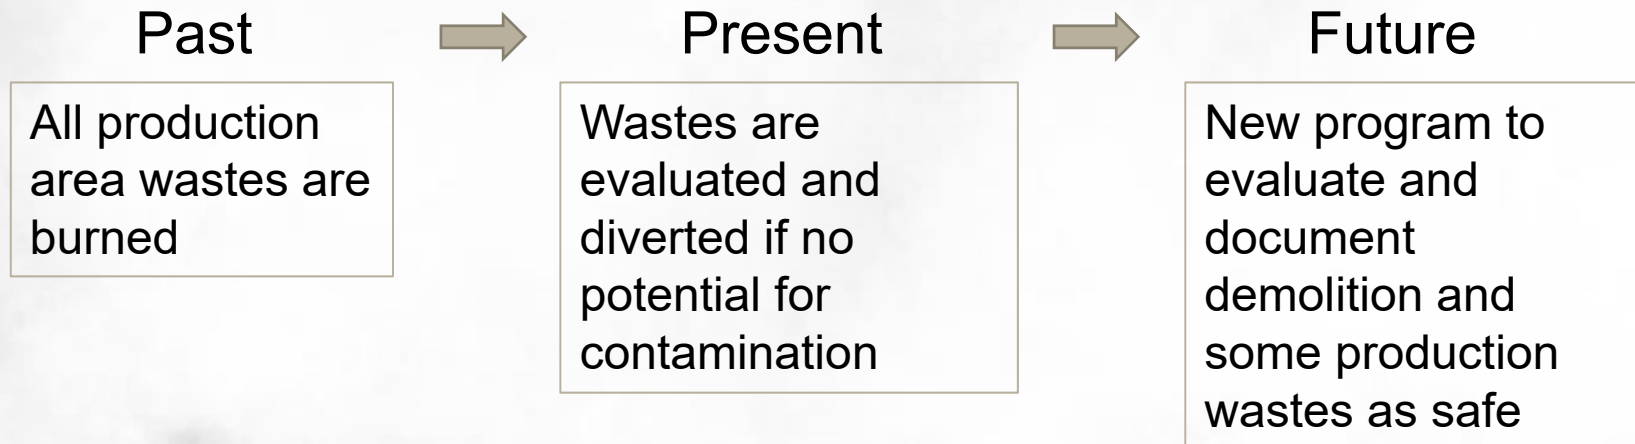 Past
All production
area wastes are
burned
Present
Wastes are
evaluated and
diverted if no
potential for
contamination
Future
New program to
evaluate and
document
demolition and
some production
wastes as safe